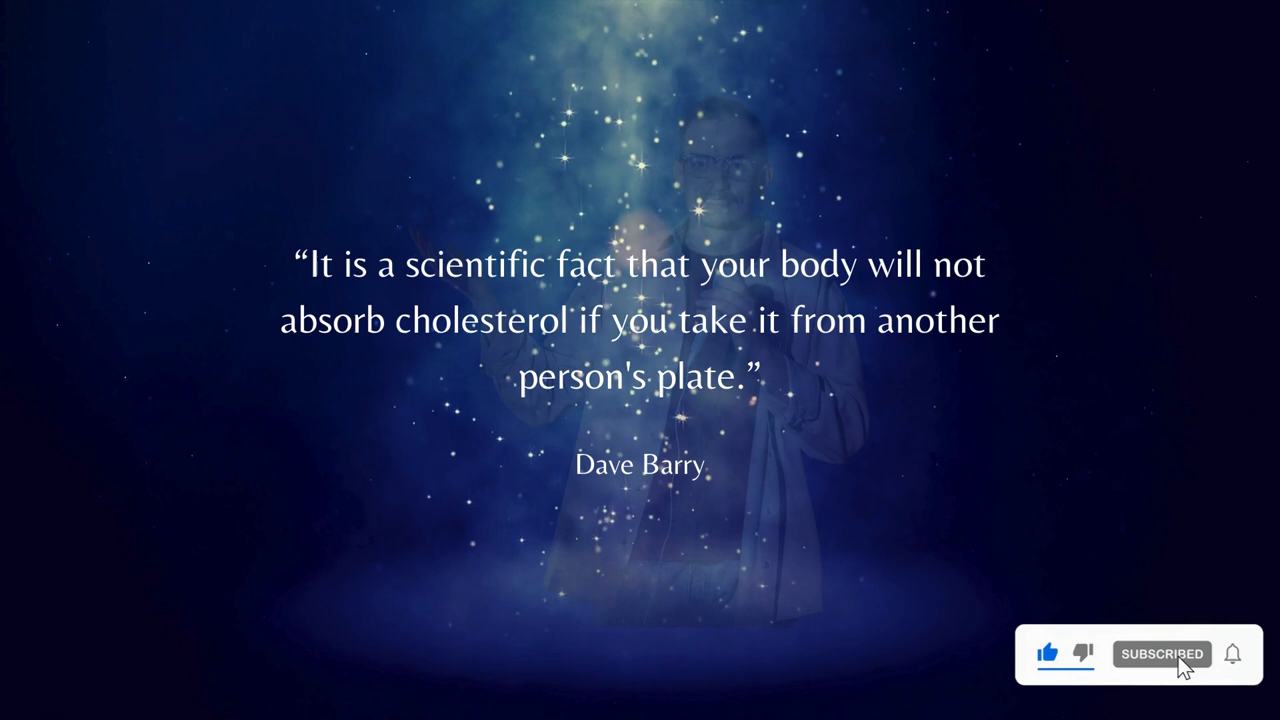 “It is a scientific fact that your body will not
absorb cholesterol if you take it from another
person's plate.”
Dave Barry
SUBSCRIBED